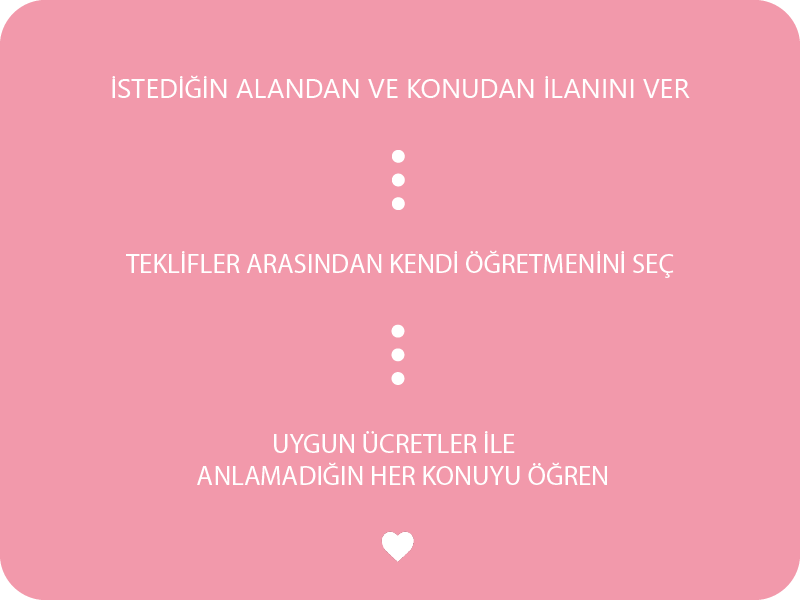 İSTEDİĞİN ALANDAN VE KONUDAN İLANINI VER
TEKLİFLER ARASINDAN KENDİ ÖĞRETMENİNİ SEÇ
UYGUN ÜCRETLER İLE
ANLAMADIĞIN HER KONUYU ÖĞREN